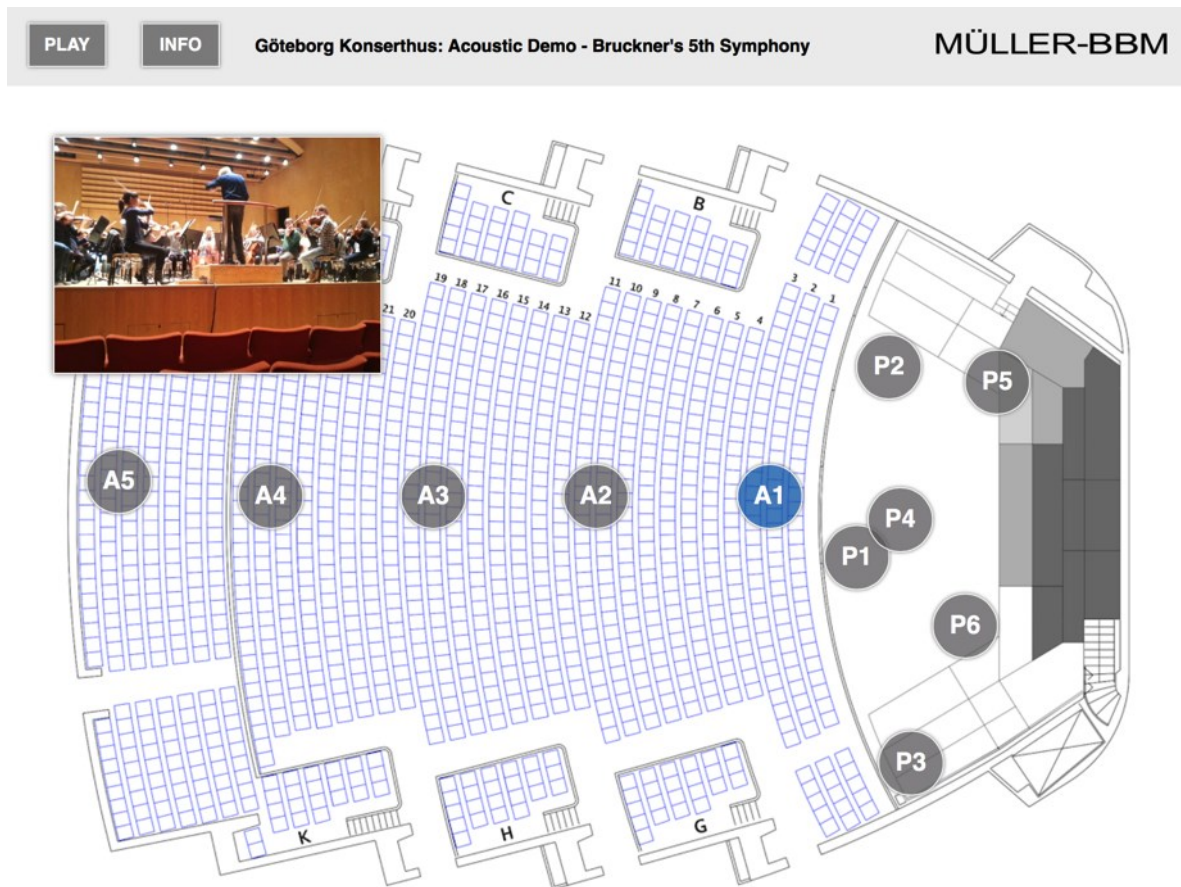 PLAY INFO Göteborg Konserthus: Acoustic Demo - Bruckner's 5th Symphony MÜLLER-BBM
C
B
19 18 17 16 15 14 13 12
11 10 9 8 7 6 5 4
3 2 1
21 20
P2
P5
A5
A4
A3
A2
A1
P4
P1
P6
P3
K
H
G